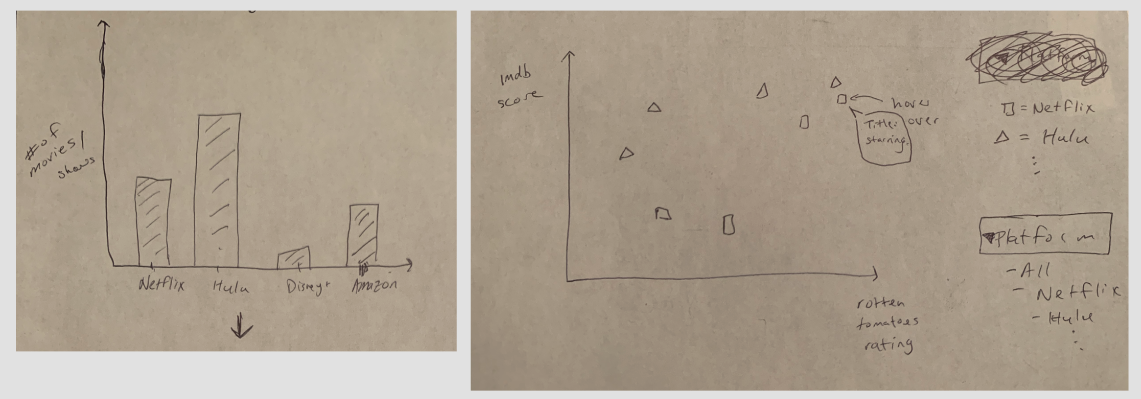 # of
movies/
shows
Netflix
Hulu
Disney+
Amazon
imdb
score
hover
over
Title:
starring:
rotten
tomatoes
rating
Platform
= Netflix
= Hulu
Platform
- All
- Netflix
- Hulu